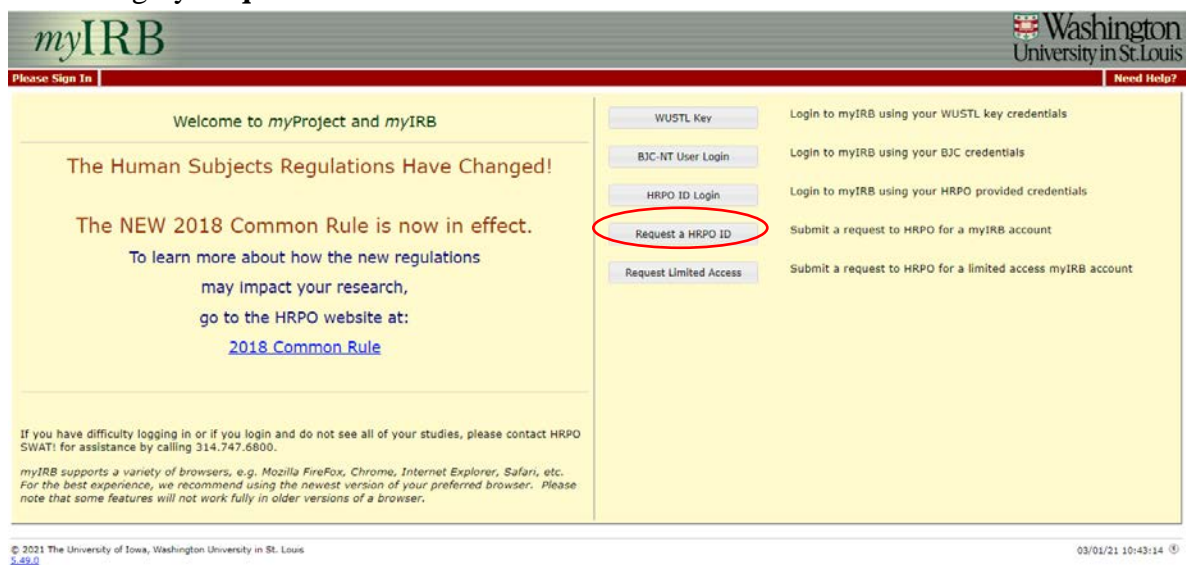 myIRB
Washington
University in St. Louis
Please Sign In
Need Help?
Welcome to myProject and myIRB
The Human Subjects Regulations Have Changed!
The NEW 2018 Common Rule is now in effect.
To learn more about how the new regulations
may impact your research,
go to the HRPO website at:
2018 Common Rule
If you have difficulty logging in or if you login and do not see all of your studies, please contact HRPO
SWAT! for assistance by calling 314.747.6800.
myIRB supports a variety of browsers, e.g. Mozilla FireFox, Chrome, Internet Explorer, Safari, etc.
For the best experience, we recommend using the newest version of your preferred browser. Please
note that some features will not work fully in older versions of a browser.
WUSTL Key Login to myIRB using your WUSTL key credentials
BJC-NT User Login Login to myIRB using your BJC credentials
HRPO ID Login Login to myIRB using your HRPO provided credentials
Request a HRPO ID Submit a request to HRPO for a myIRB account
Request Limited Access Submit a request to HRPO for a limited access myIRB account
© 2021 The University of Iowa, Washington University in St. Louis
5.49.0
03/01/21 10:43:14